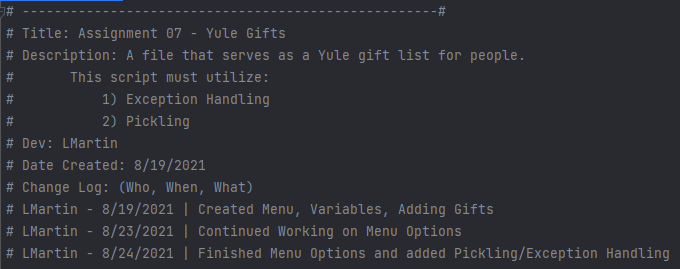 # ---------------------------------------------------#
# Title: Assignment 07 - Yule Gifts
# Description: A file that serves as a Yule gift list for people.
#       This script must utilize:
#           1) Exception Handling
#           2) Pickling
# Dev: LMartin
# Date Created: 8/19/2021
# Change Log: (Who, When, What)
# LMartin - 8/19/2021 | Created Menu, Variables, Adding Gifts
# LMartin - 8/23/2021 | Continued Working on Menu Options
# LMartin - 8/24/2021 | Finished Menu Options and added Pickling/Exception Handling